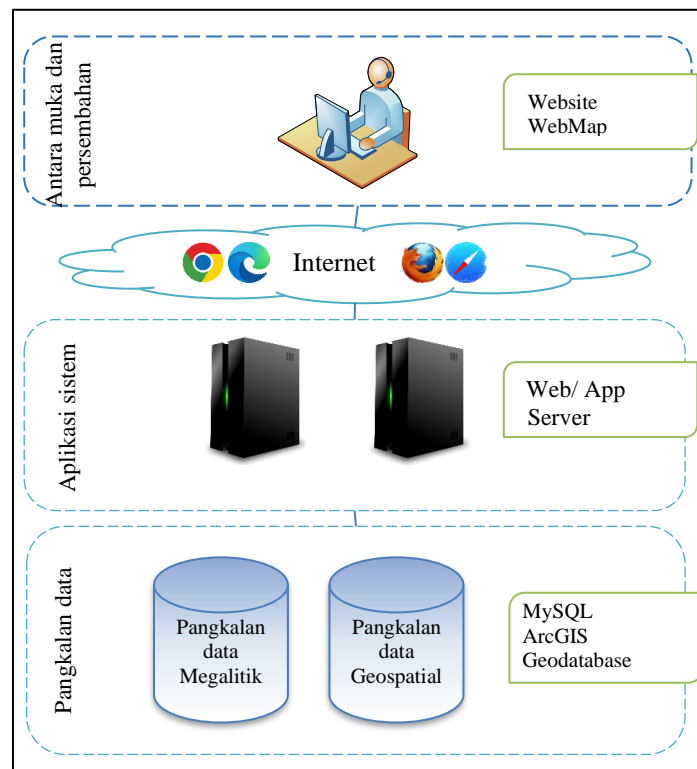 Antara muka dan
persembahan
Website
WebMap
Internet
Aplikasi sistem
Web/ App
Server
Pangkalan data
Pangkalan
data
Megalitik
Pangkalan
data
Geospatial
MySQL
ArcGIS
Geodatabase